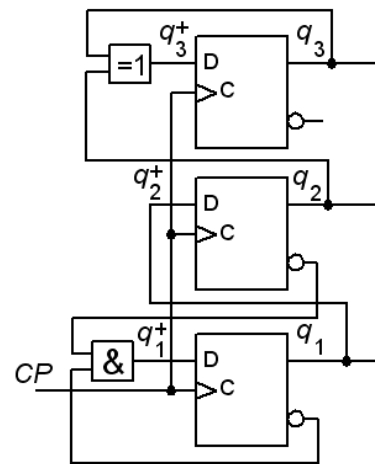 q₃⁺ q₃
=1 D
C
q₂⁺ q₂
D
C
q₁⁺ q₁
& D
CP C